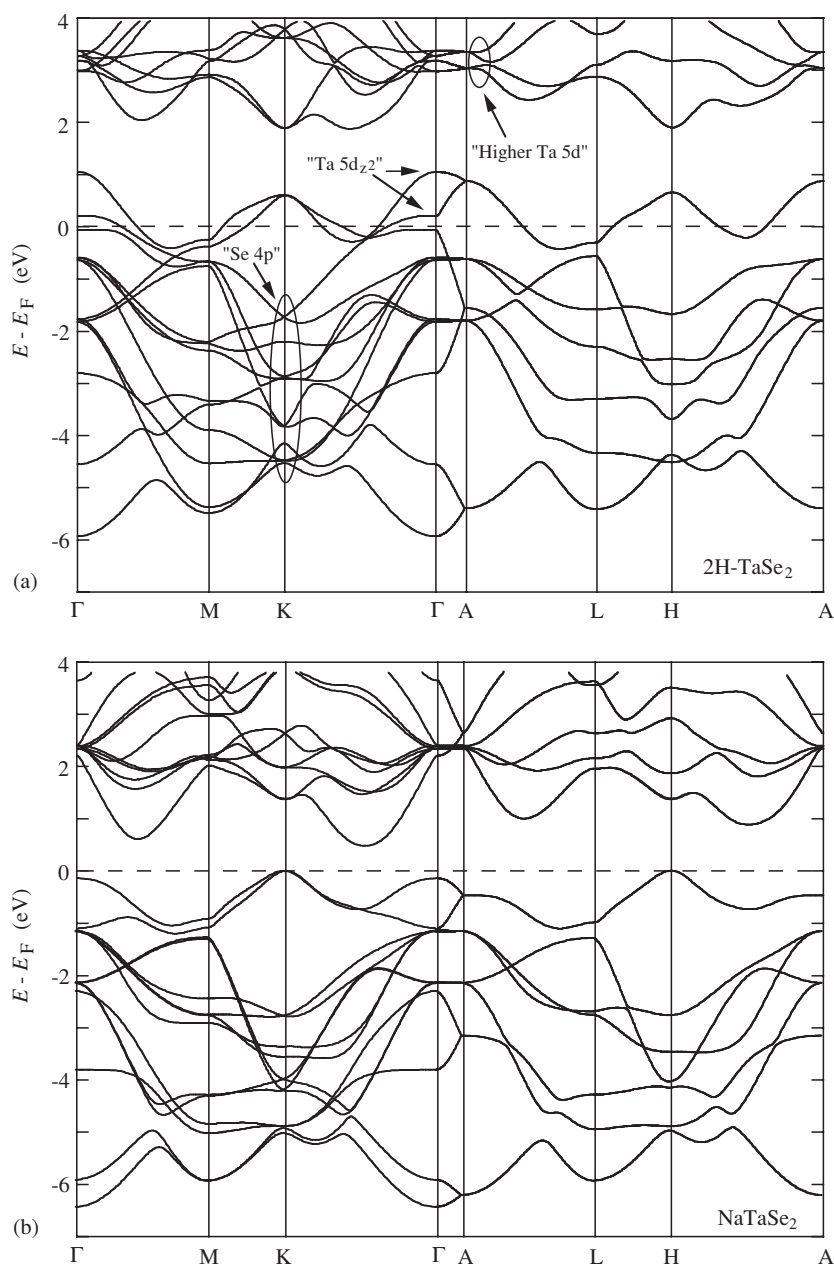 4
2
0
-2
-4
-6
E - E_F (eV)
"Higher Ta 5d"
"Ta 5d_z2"
"Se 4p"
(a)
2H-TaSe2
Γ M K Γ A L H A
4
2
0
-2
-4
-6
E - E_F (eV)
(b)
NaTaSe2
Γ M K Γ A L H A